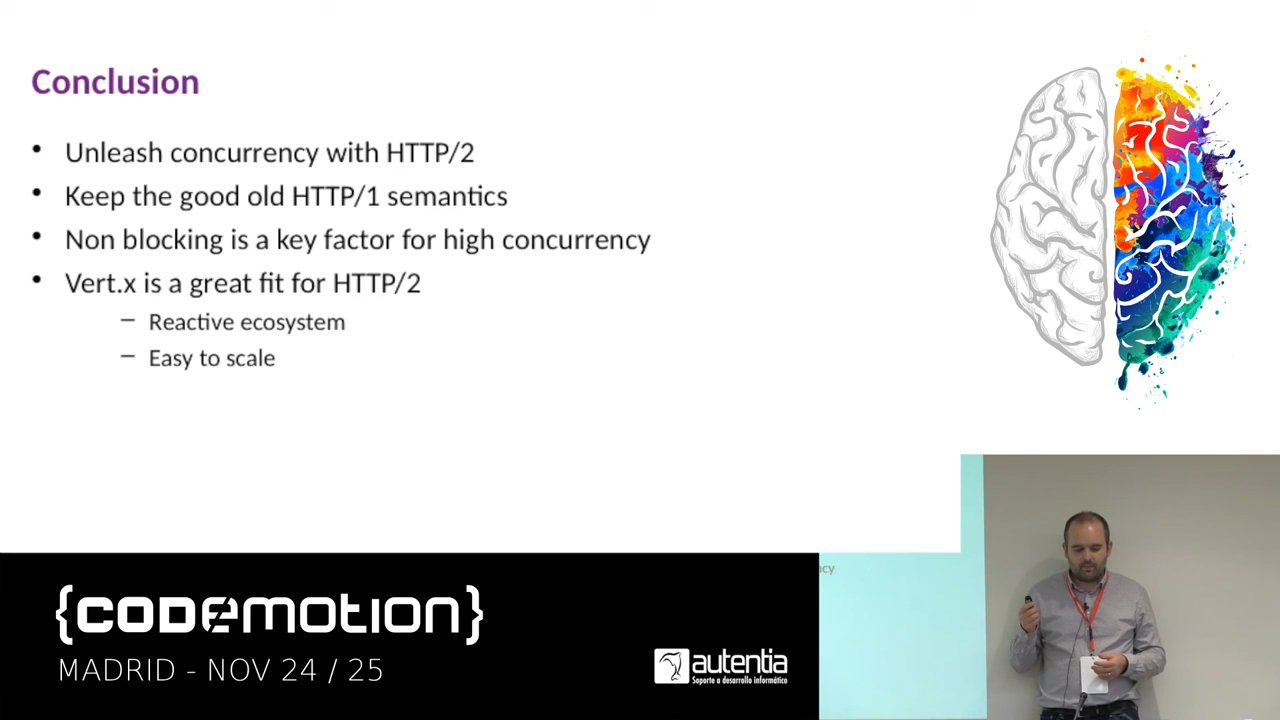 Conclusion
• Unleash concurrency with HTTP/2
• Keep the good old HTTP/1 semantics
• Non blocking is a key factor for high concurrency
• Vert.x is a great fit for HTTP/2
– Reactive ecosystem
– Easy to scale
{codemotion}
MADRID - NOV 24 / 25
autentia
Soporte a desarrollo informático